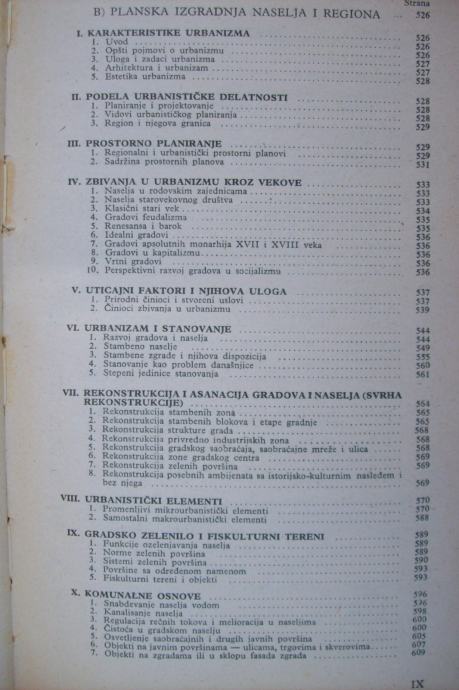 Strana
B) PLANSKA IZGRADNJA NASELJA I REGIONA ... 526
I. KARAKTERISTIKE URBANIZMA 526
1. Uvod 526
2. Opšti pojmovi o urbanizmu 526
3. Uloga i zadaci urbanizma 527
4. Arhitektura i urbanizam 527
5. Estetika urbanizma 528
II. PODELA URBANISTIČKE DELATNOSTI 528
1. Planiranje i projektovanje 528
2. Vidovi urbanističkog planiranja 528
3. Region i njegova granica 529
III. PROSTORNO PLANIRANJE 529
1. Regionalni i urbanistički prostorni planovi 529
2. Sadržina prostornih planova 531
IV. ZBIVANJA U URBANIZMU KROZ VEKOVE 533
1. Naselja u rodovskim zajednicama 533
2. Naselja starovekovnog društva 533
3. Klasični stari vek 534
4. Gradovi feudalizma 535
5. Renesansa i barok 535
6. Idealni gradovi 536
7. Gradovi apsolutnih monarhija XVII i XVIII veka 536
8. Gradovi u kapitalizmu 536
9. Vrtni gradovi 536
10. Perspektivni razvoj gradova u socijalizmu 536
V. UTICAJNI FAKTORI I NJIHOVA ULOGA 537
1. Prirodni činioci i stvoreni uslovi 537
2. Činioci zbivanja u urbanizmu 539
VI. URBANIZAM I STANOVANJE 544
1. Razvoj gradova i naselja 544
2. Stambeno naselje 549
3. Stambene zgrade i njihova dispozicija 555
4. Stanovanje kao problem današnjice 560
5. Stepeni jedinice stanovanja 561
VII. REKONSTRUKCIJA I ASANACIJA GRADOVA I NASELJA (SVRHA
REKONSTRUKCIJE) 564
1. Rekonstrukcija stambenih zona 565
2. Rekonstrukcija stambenih blokova i etape gradnje 565
3. Rekonstrukcija strukture grada 568
4. Rekonstrukcija privredno industrijskih zona 568
5. Rekonstrukcija gradskog saobraćaja, saobraćajne mreže i ulica 568
6. Rekonstrukcija zone gradskog centra 569
7. Rekonstrukcija zelenih površina 569
8. Rekonstrukcija posebnih ambijenata sa istorijsko-kulturnim nasleđem i
bez njega 569
VIII. URBANISTIČKI ELEMENTI 570
1. Promenljivi mikrourbanistički elementi 570
2. Samostalni makrourbanistički elementi 588
IX. GRADSKO ZELENILO I FISKULTURNI TERENI 589
1. Funkcije ozelenjavanja naselja 589
2. Norme zelenih površina 589
3. Sistemi zelenih površina 590
4. Površine sa određenom namenom 593
5. Fiskulturni tereni i objekti 593
X. KOMUNALNE OSNOVE 596
1. Snabdevanje naselja vodom
2. Kanalisanje naselja 598
3. Regulacija rečnih tokova i melioracija u naseljima 600
4. Čistoća u gradskom naselju 600
5. Osvetljenje saobraćajnih i drugih javnih površina 605
6. Objekti na javnim površinama — ulicama, trgovima i skverovima 607
7. Objekti na zgradama ili u sklopu fasada zgrada 609
IX